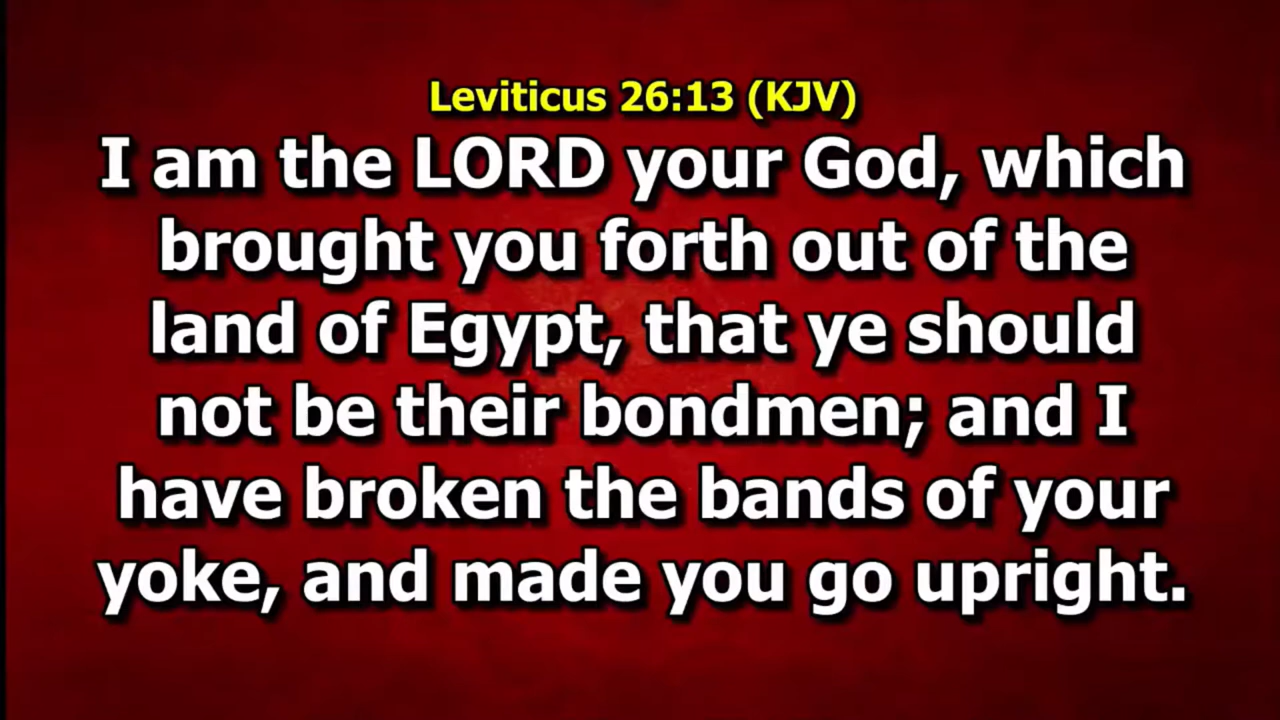 Leviticus 26:13 (KJV)
I am the LORD your God, which
brought you forth out of the
land of Egypt, that ye should
not be their bondmen; and I
have broken the bands of your
yoke, and made you go upright.